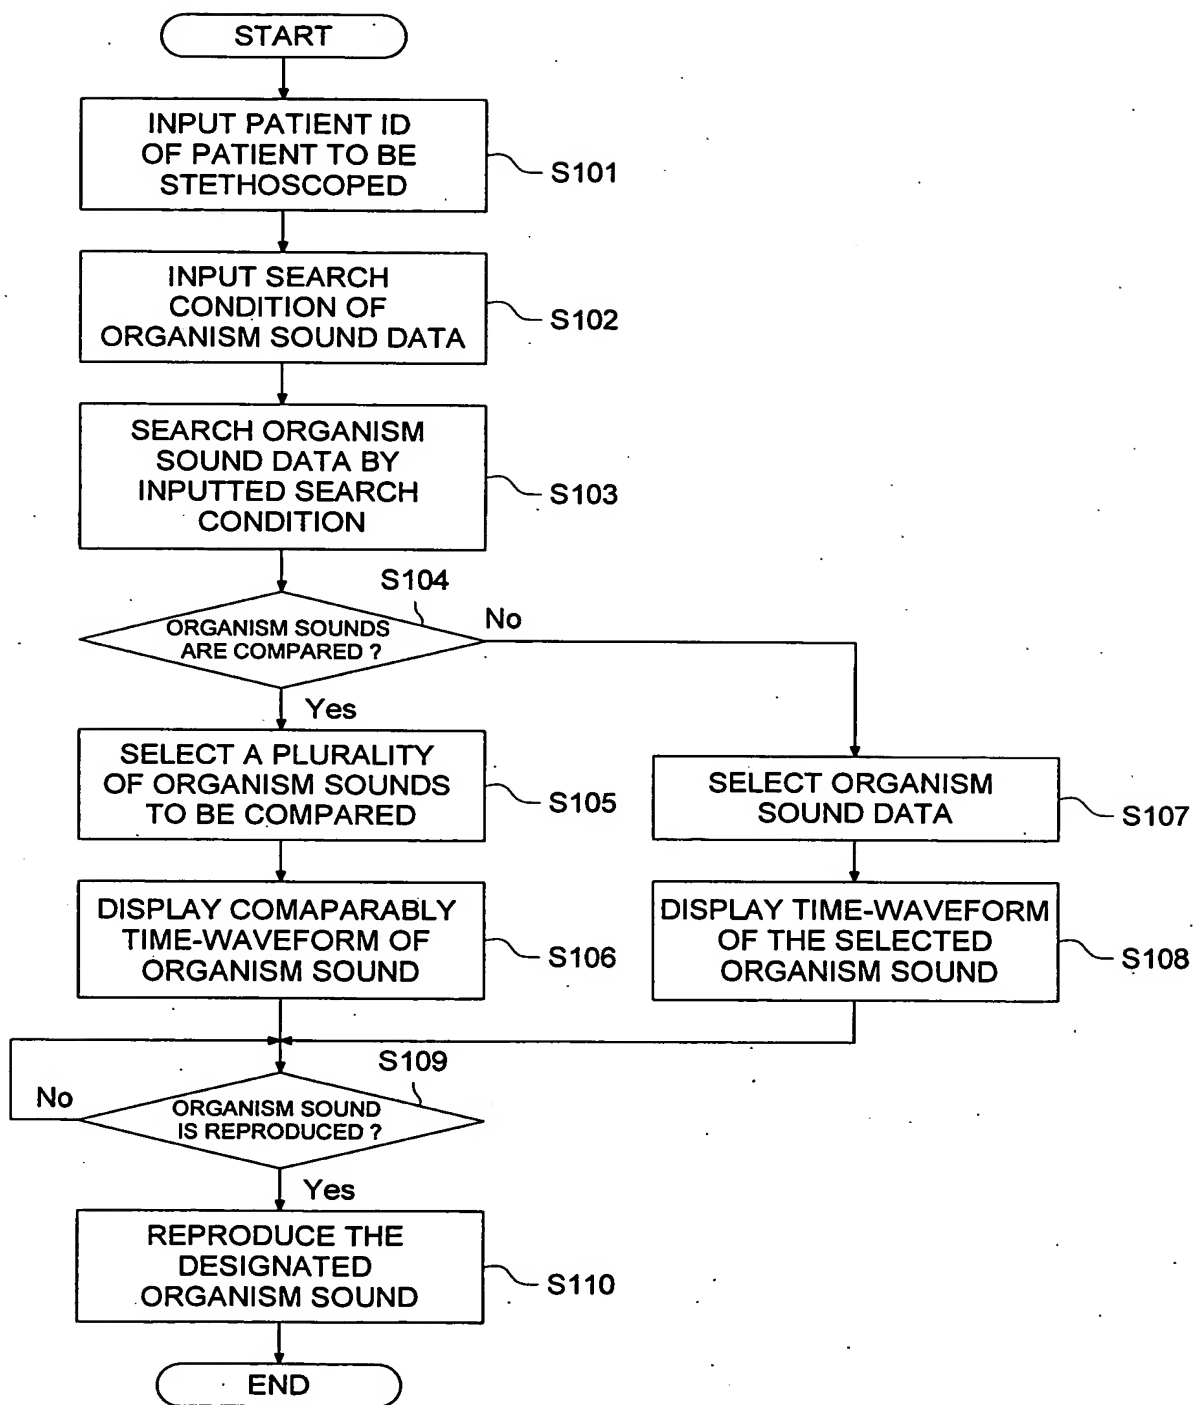 START
INPUT PATIENT ID
OF PATIENT TO BE
STETHOSCOPED
S101
INPUT SEARCH
CONDITION OF
ORGANISM SOUND DATA
S102
SEARCH ORGANISM
SOUND DATA BY
INPUTTED SEARCH
CONDITION
S103
S104
ORGANISM SOUNDS
ARE COMPARED ?
No
Yes
SELECT A PLURALITY
OF ORGANISM SOUNDS
TO BE COMPARED
S105
SELECT ORGANISM
SOUND DATA
S107
DISPLAY COMAPARABLY
TIME-WAVEFORM OF
ORGANISM SOUND
S106
DISPLAY TIME-WAVEFORM
OF THE SELECTED
ORGANISM SOUND
S108
S109
No
ORGANISM SOUND
IS REPRODUCED ?
Yes
REPRODUCE THE
DESIGNATED
ORGANISM SOUND
S110
END